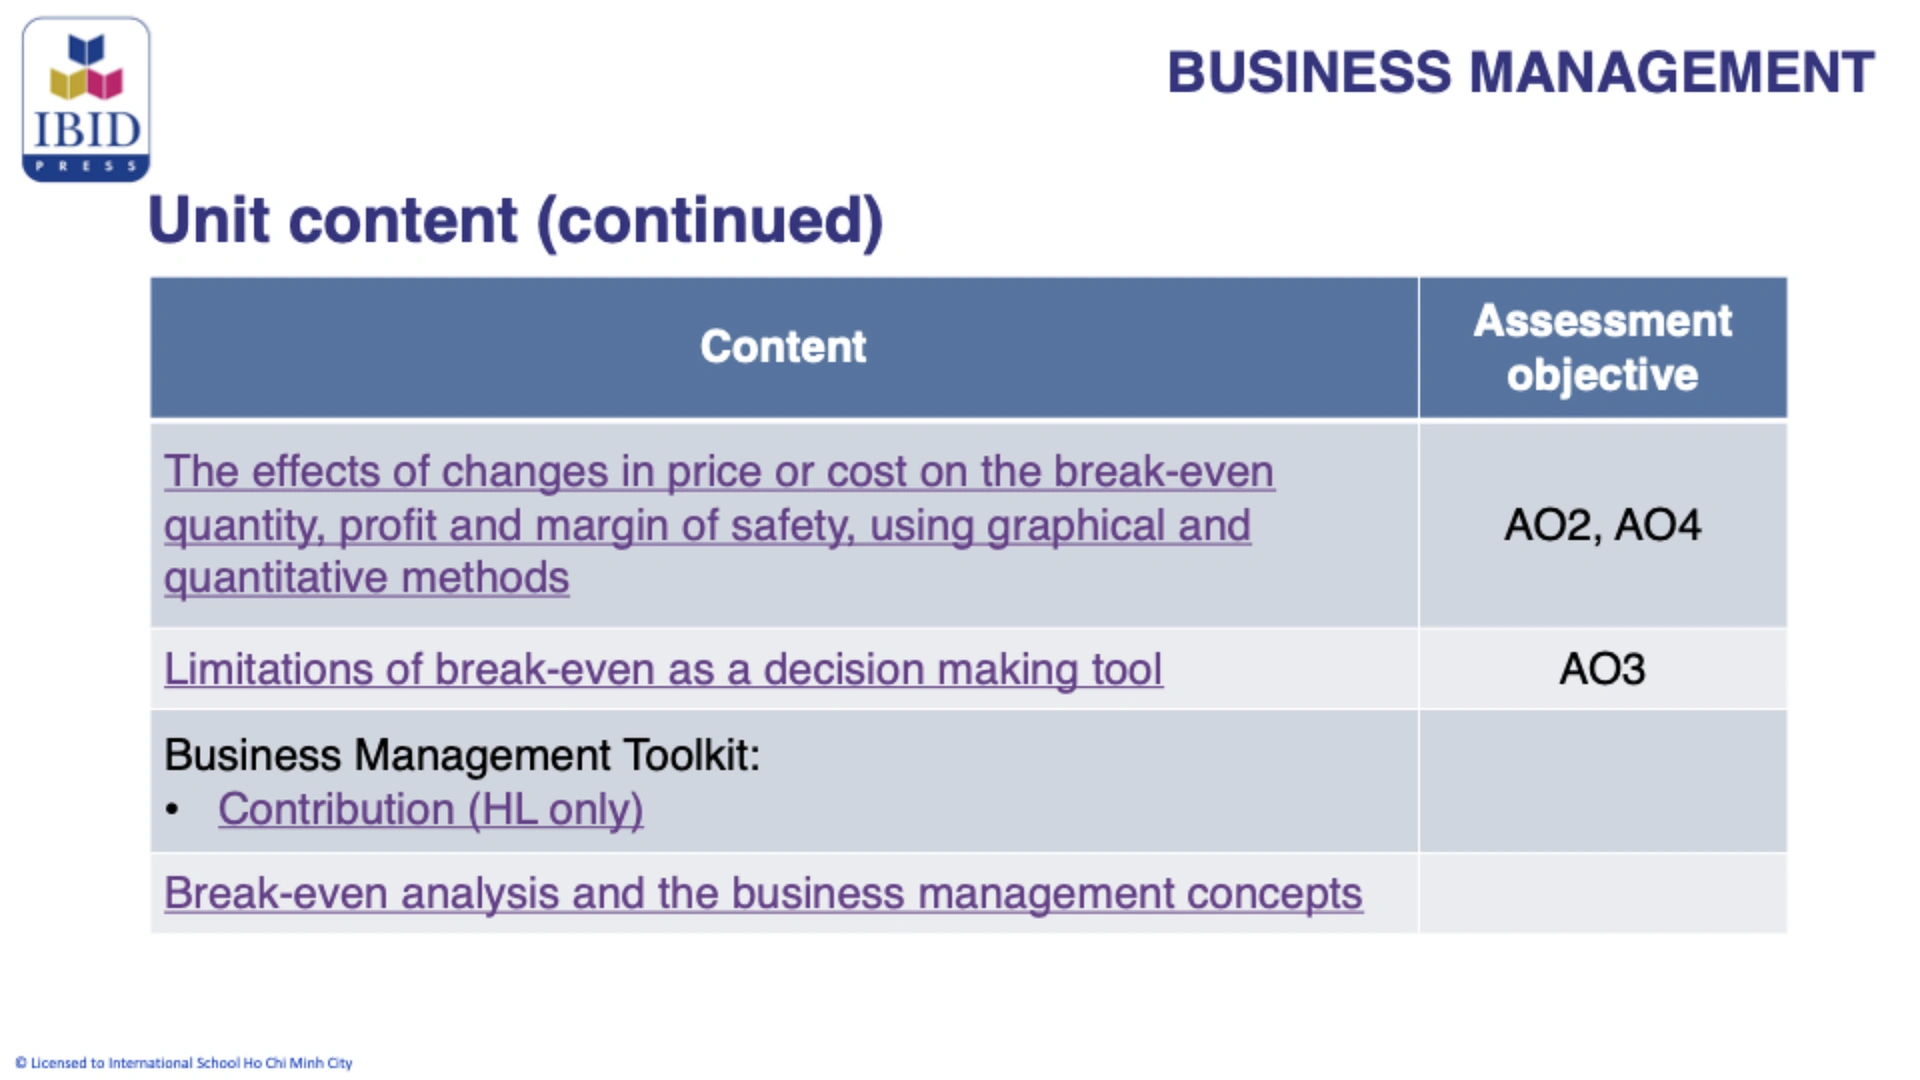 IBID
PRESS
BUSINESS MANAGEMENT
Unit content (continued)
Content
Assessment
objective
The effects of changes in price or cost on the break-even
quantity, profit and margin of safety, using graphical and
quantitative methods
AO2, AO4
Limitations of break-even as a decision making tool
AO3
Business Management Toolkit:
• Contribution (HL only)
Break-even analysis and the business management concepts
© Licensed to International School Ho Chi Minh City